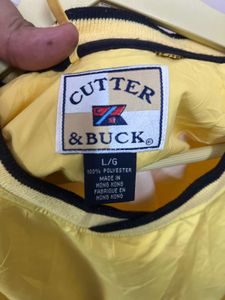 CUTTER
& BUCK®
L/G
100% POLYESTER
MADE IN
HONG KONG
FABRIQUE EN
HONG KONG